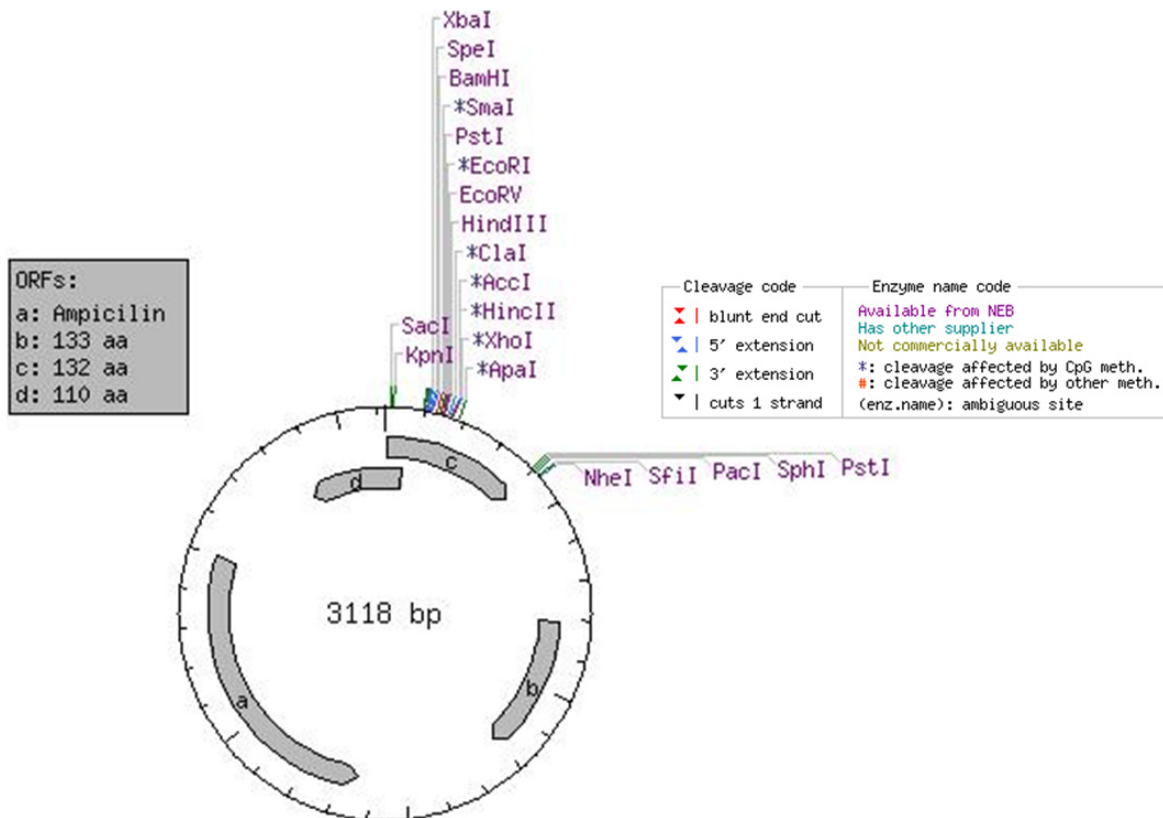 XbaI
SpeI
BamHI
*SmaI
PstI
*EcoRI
EcoRV
HindIII
*ClaI
*AccI
*HincII
*XhoI
*ApaI
SacI
KpnI
NheI SfiI PacI SphI PstI
ORFs:
a: Ampicilin
b: 133 aa
c: 132 aa
d: 110 aa
Cleavage code
blunt end cut
5' extension
3' extension
cuts 1 strand
Enzyme name code
Available from NEB
Has other supplier
Not commercially available
*: cleavage affected by CpG meth.
#: cleavage affected by other meth.
(enz.name): ambiguous site
c
d
3118 bp
a
b